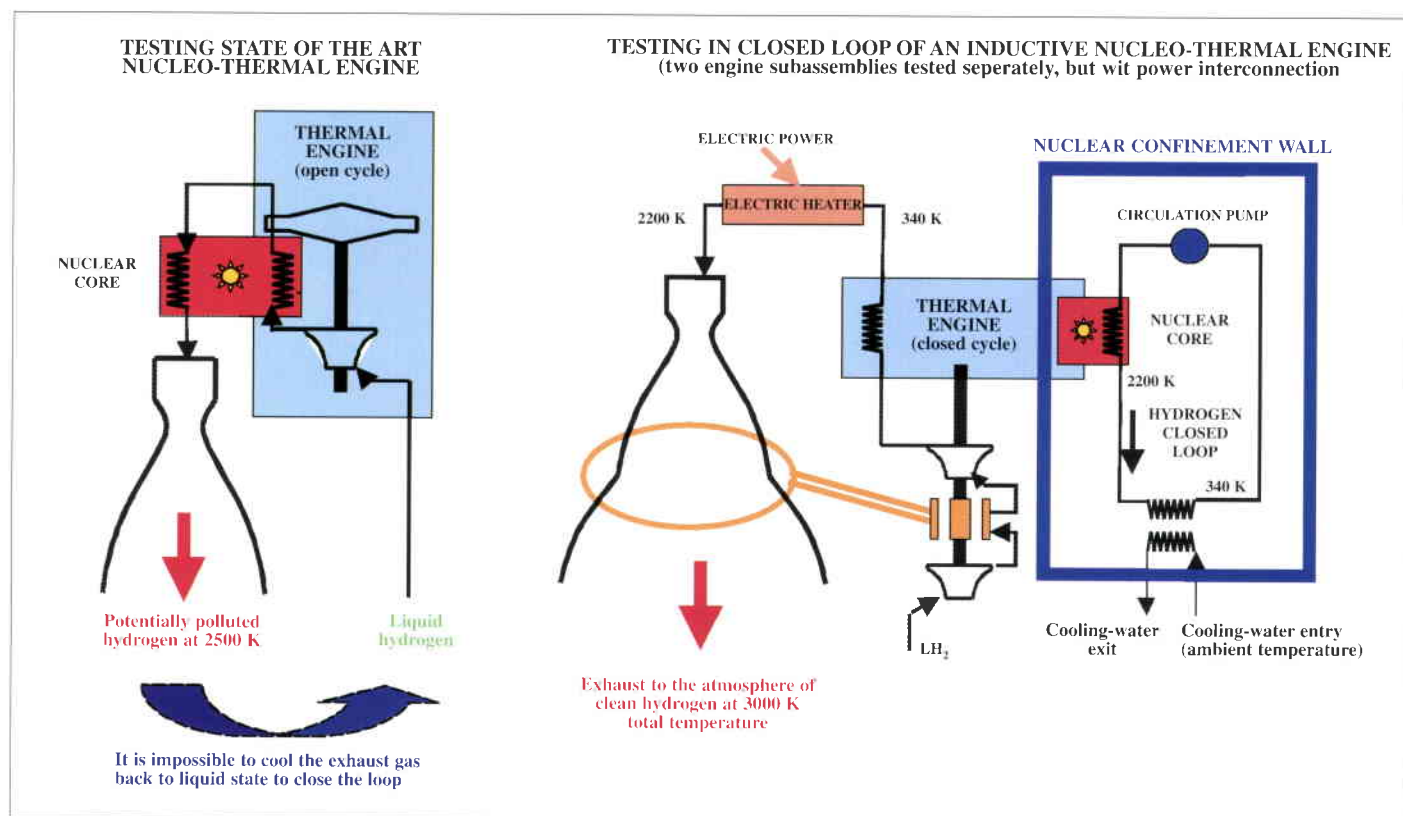 TESTING STATE OF THE ART
NUCLEO-THERMAL ENGINE
THERMAL
ENGINE
(open cycle)
NUCLEAR
CORE
Potentially polluted
hydrogen at 2500 K
Liquid
hydrogen
It is impossible to cool the exhaust gas
back to liquid state to close the loop
TESTING IN CLOSED LOOP OF AN INDUCTIVE NUCLEO-THERMAL ENGINE
(two engine subassemblies tested seperately, but wit power interconnection
ELECTRIC POWER
ELECTRIC HEATER
2200 K
340 K
THERMAL
ENGINE
(closed cycle)
LH2
Exhaust to the atmosphere of
clean hydrogen at 3000 K
total temperature
NUCLEAR CONFINEMENT WALL
CIRCULATION PUMP
NUCLEAR
CORE
2200 K
HYDROGEN
CLOSED
LOOP
340 K
Cooling-water
exit
Cooling-water entry
(ambient temperature)